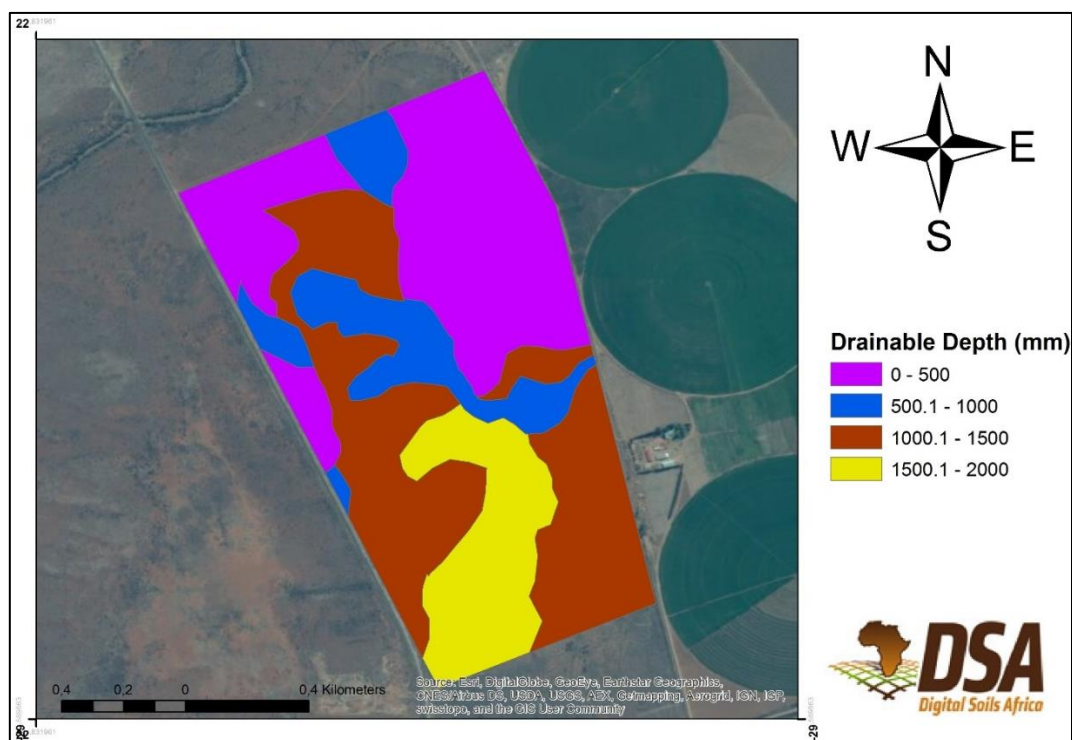 22
.831961
N
W
E
S
Drainable Depth (mm)
0 - 500
500.1 - 1000
1000.1 - 1500
1500.1 - 2000
0,4 0,2 0 0,4 Kilometers
Source: Esri, DigitalGlobe, GeoEye, Earthstar Geographics,
CNES/Airbus DS, USDA, USGS, AEX, Getmapping, Aerogrid, IGN, IGP,
swisstopo, and the GIS User Community
DSA
Digital Soils Africa
-29